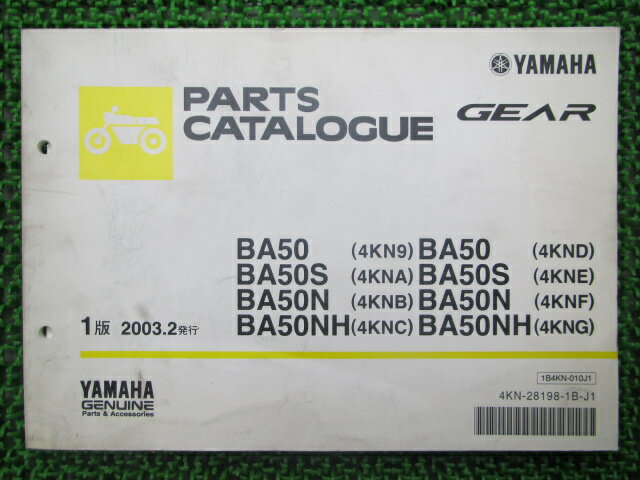 YAMAHA
PARTS
CATALOGUE
GEAR
BA50 (4KN9) BA50 (4KND)
BA50S (4KNA) BA50S (4KNE)
BA50N (4KNB) BA50N (4KNF)
BA50NH (4KNC) BA50NH (4KNG)
1版 2003.2発行
1B4KN-010J1
YAMAHA
GENUINE
Parts & Accessories
4KN-28198-1B-J1